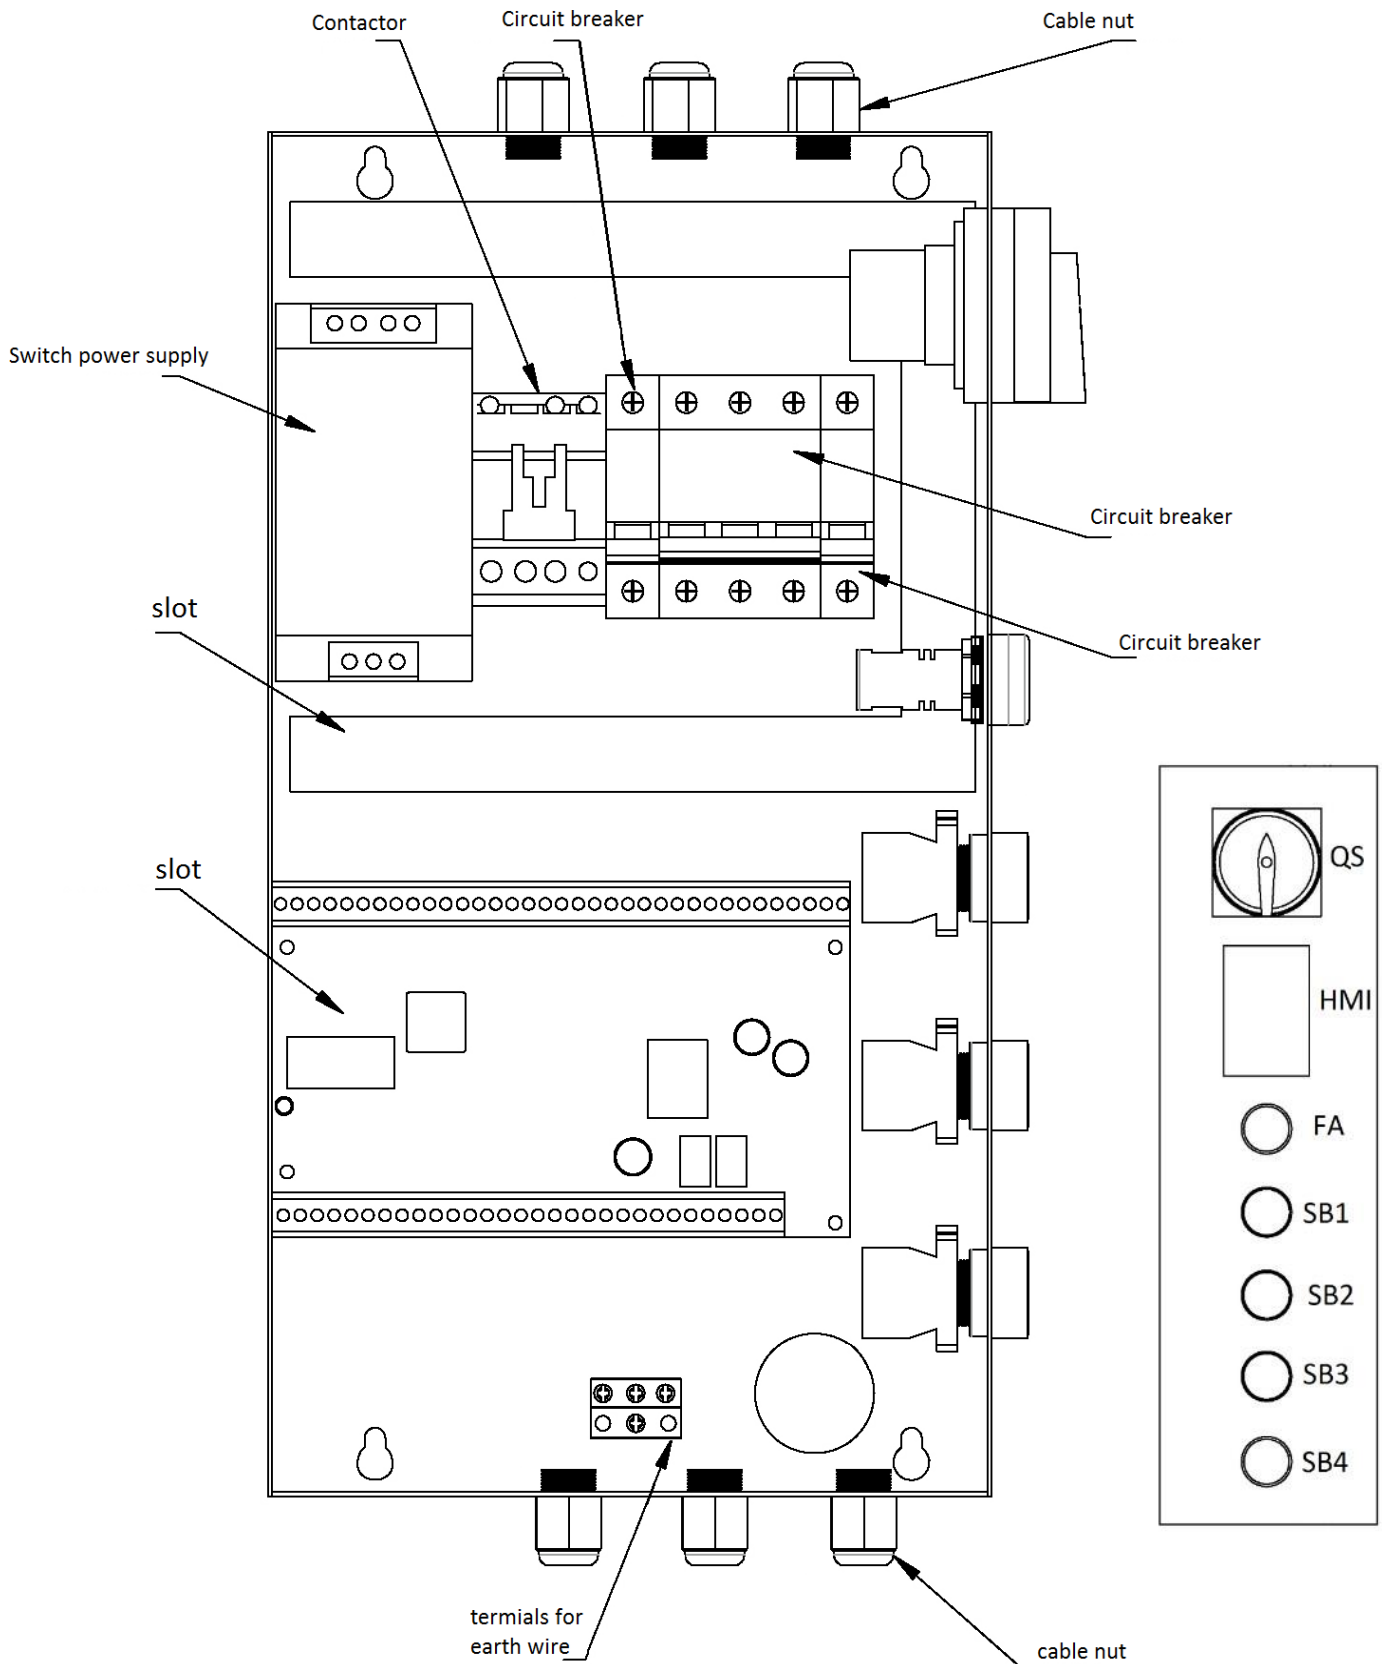 Contactor
Circuit breaker
Cable nut
Switch power supply
Circuit breaker
slot
Circuit breaker
slot
QS
HMI
FA
SB1
SB2
SB3
SB4
termials for
earth wire
cable nut